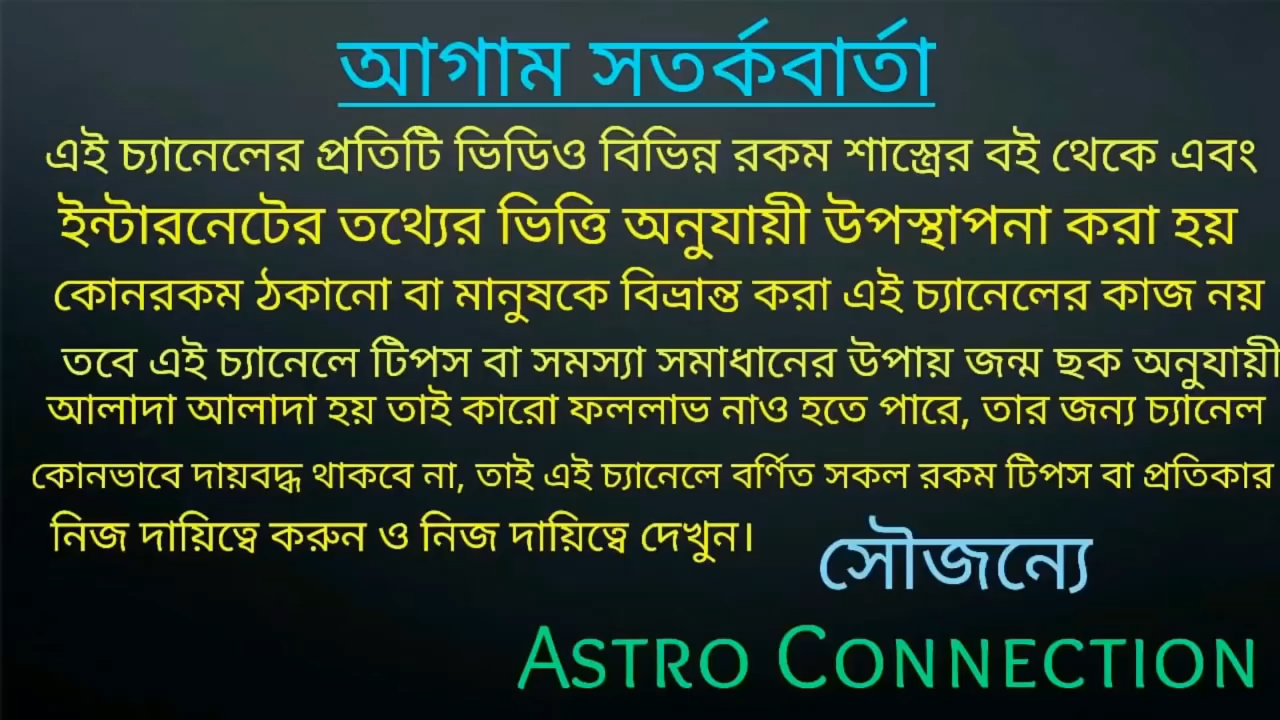 আগাম সতর্কবার্তা
এই চ্যানেলের প্রতিটি ভিডিও বিভিন্ন রকম শাস্ত্রের বই থেকে এবং
ইন্টারনেটের তথ্যের ভিত্তি অনুযায়ী উপস্থাপনা করা হয়
কোনরকম ঠকানো বা মানুষকে বিভ্রান্ত করা এই চ্যানেলের কাজ নয়
তবে এই চ্যানেলে টিপস বা সমস্যা সমাধানের উপায় জন্ম ছক অনুযায়ী
আলাদা আলাদা হয় তাই কারো ফললাভ নাও হতে পারে, তার জন্য চ্যানেল
কোনভাবে দায়বদ্ধ থাকবে না, তাই এই চ্যানেলে বর্ণিত সকল রকম টিপস বা প্রতিকার
নিজ দায়িত্বে করুন ও নিজ দায়িত্বে দেখুন।
সৌজন্যে
ASTRO CONNECTION